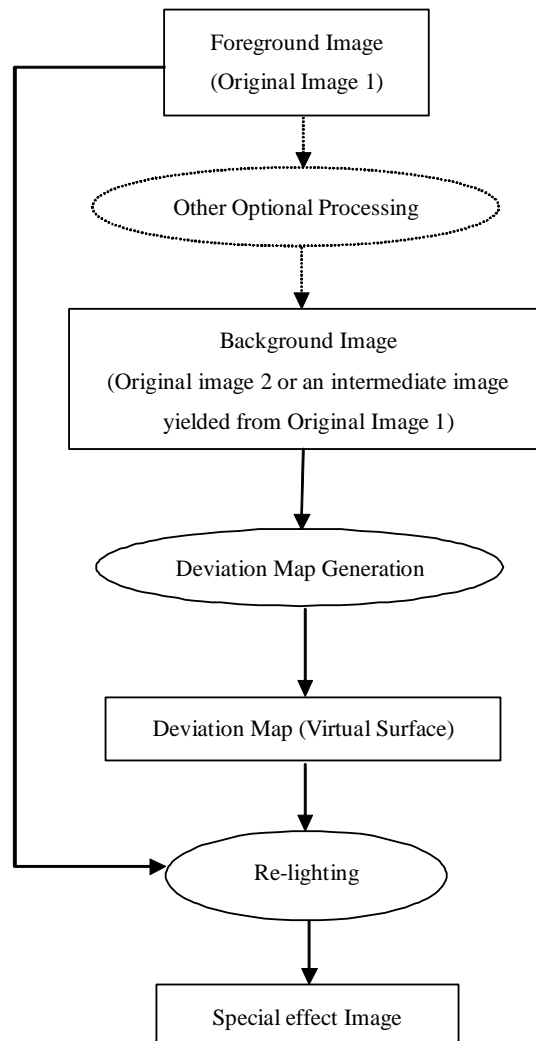 Foreground Image
(Original Image 1)
Other Optional Processing
Background Image
(Original image 2 or an intermediate image
yielded from Original Image 1)
Deviation Map Generation
Deviation Map (Virtual Surface)
Re-lighting
Special effect Image